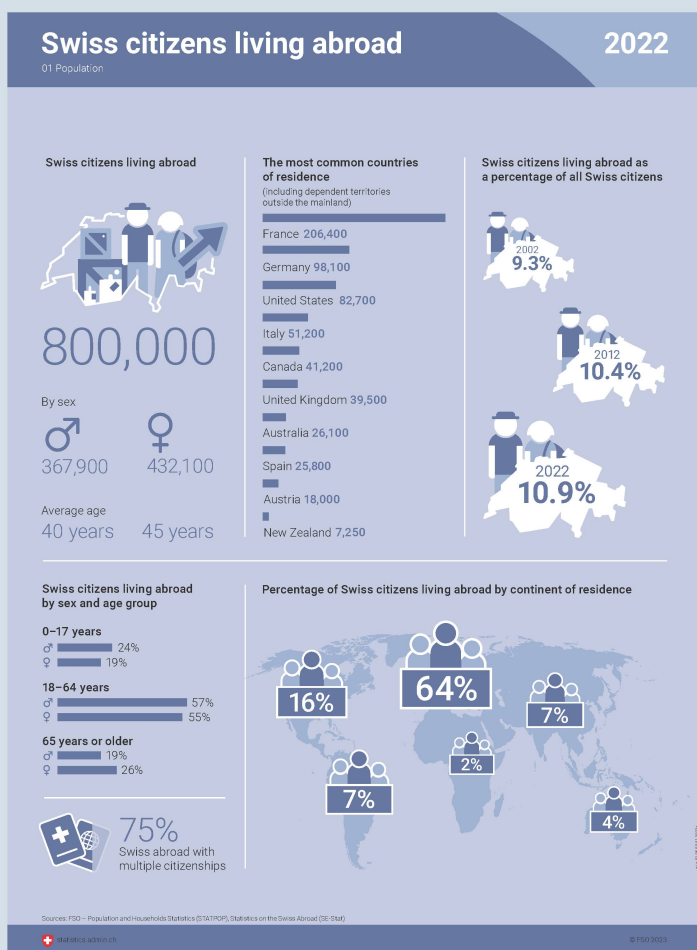 Swiss citizens living abroad
2022
01 Population
Swiss citizens living abroad
800,000
By sex
♂ ♀
367,900 432,100
Average age
40 years 45 years
The most common countries
of residence
(including dependent territories
outside the mainland)
France 206,400
Germany 98,100
United States 82,700
Italy 51,200
Canada 41,200
United Kingdom 39,500
Australia 26,100
Spain 25,800
Austria 18,000
New Zealand 7,250
Swiss citizens living abroad as
a percentage of all Swiss citizens
2002
9.3%
2012
10.4%
2022
10.9%
Swiss citizens living abroad
by sex and age group
0–17 years
♂ 24%
♀ 19%
18–64 years
♂ 57%
♀ 55%
65 years or older
♂ 19%
♀ 26%
75%
Swiss abroad with
multiple citizenships
Percentage of Swiss citizens living abroad by continent of residence
16%
64%
7%
2%
7%
4%
Sources: FSO – Population and Households Statistics (STATPOP), Statistics on the Swiss Abroad (SE-Stat)
statistics.admin.ch
© FSO 2023